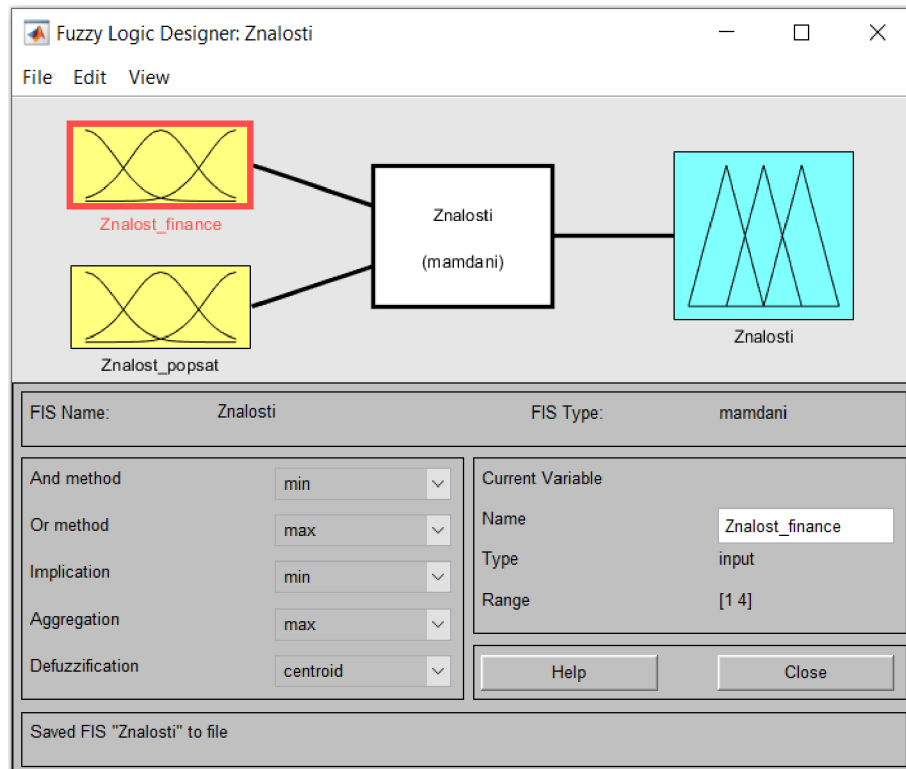 Fuzzy Logic Designer: Znalosti
File Edit View
Znalost_finance
Znalost_popsat
Znalosti
(mamdani)
Znalosti
FIS Name: Znalosti FIS Type: mamdani
And method min
Or method max
Implication min
Aggregation max
Defuzzification centroid
Current Variable
Name Znalost_finance
Type input
Range [1 4]
Help Close
Saved FIS "Znalosti" to file